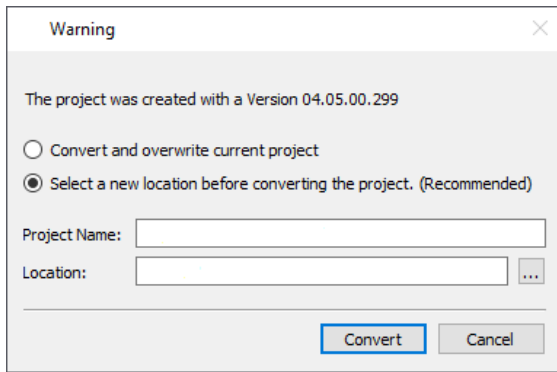 Warning
The project was created with a Version 04.05.00.299
Convert and overwrite current project
Select a new location before converting the project. (Recommended)
Project Name:
Location:
...
Convert Cancel